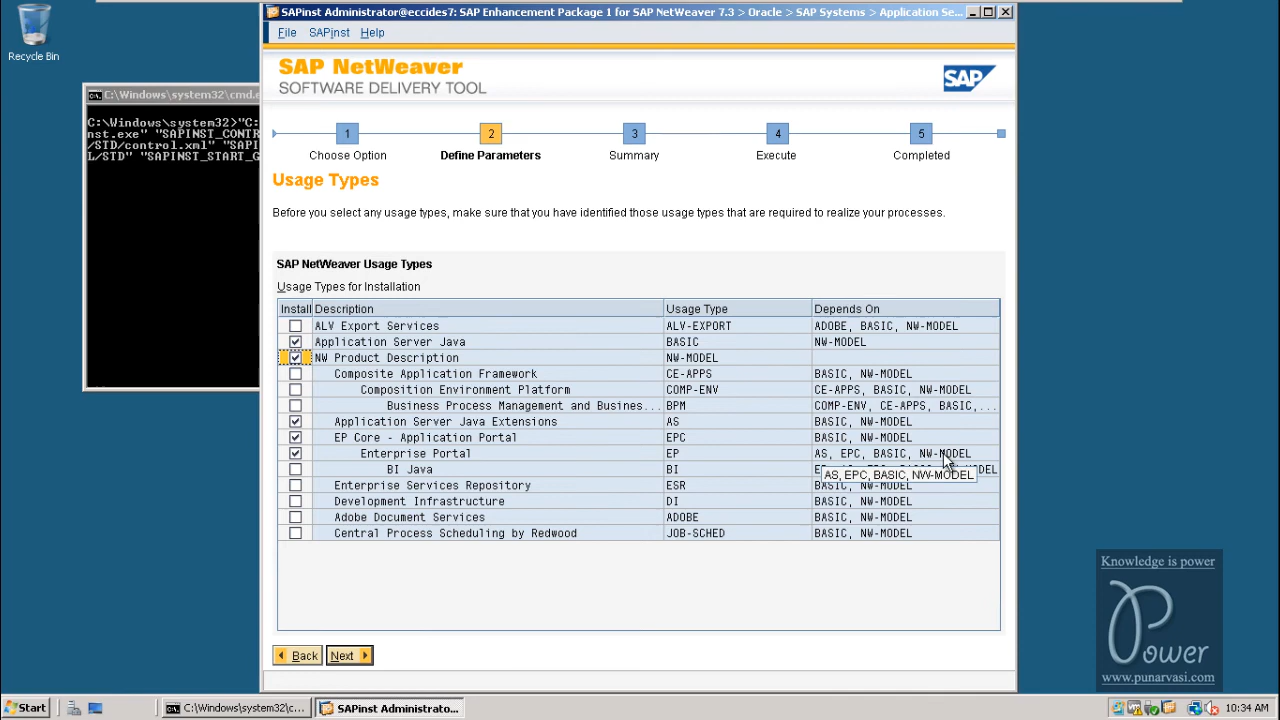 Recycle Bin
C:\Windows\system32\cmd.e
C:\Windows\system32>"C:
nst.exe" "SAPINST_CONTR
/STD/control.xml" "SAPI
L/STD" "SAPINST_START_G
SAPinst Administrator@eccides7: SAP Enhancement Package 1 for SAP NetWeaver 7.3 > Oracle > SAP Systems > Application Se...
File SAPinst Help
SAP NetWeaver
SOFTWARE DELIVERY TOOL
SAP
1 2 3 4 5
Choose Option Define Parameters Summary Execute Completed
Usage Types
Before you select any usage types, make sure that you have identified those usage types that are required to realize your processes.
SAP NetWeaver Usage Types
Usage Types for Installation
Install Description Usage Type Depends On
ALV Export Services ALV-EXPORT ADOBE, BASIC, NW-MODEL
Application Server Java BASIC NW-MODEL
NW Product Description NW-MODEL
Composite Application Framework CE-APPS BASIC, NW-MODEL
Composition Environment Platform COMP-ENV CE-APPS, BASIC, NW-MODEL
Business Process Management and Busines... BPM COMP-ENV, CE-APPS, BASIC,...
Application Server Java Extensions AS BASIC, NW-MODEL
EP Core - Application Portal EPC BASIC, NW-MODEL
Enterprise Portal EP AS, EPC, BASIC, NW-MODEL
BI Java BI
AS, EPC, BASIC, NW-MODEL
Enterprise Services Repository ESR BASIC, NW-MODEL
Development Infrastructure DI BASIC, NW-MODEL
Adobe Document Services ADOBE BASIC, NW-MODEL
Central Process Scheduling by Redwood JOB-SCHED BASIC, NW-MODEL
Back Next
Knowledge is power
Power
www.punarvasi.com
Start C:\Windows\system32\c... SAPinst Administrato... 10:34 AM